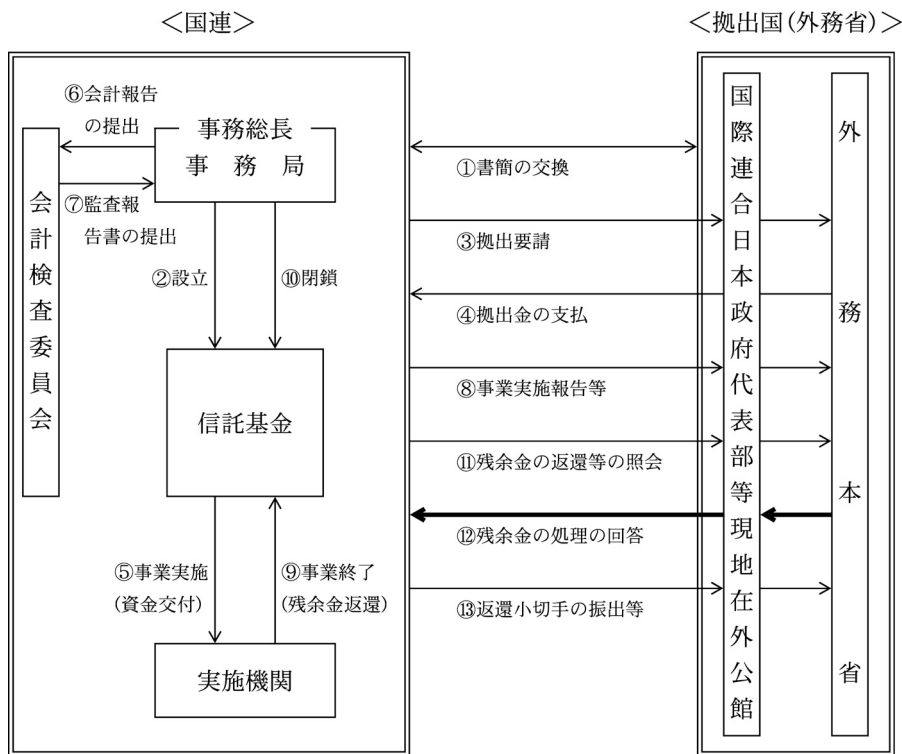 ＜国連＞
＜拠出国(外務省)＞
⑥会計報告
の提出
事務総長
事務局
①書簡の交換
⑦監査報
告書の提出
会計検査委員会
③拠出要請
②設立
⑩閉鎖
④拠出金の支払
⑧事業実施報告等
信託基金
⑪残余金の返還等の照会
⑫残余金の処理の回答
⑤事業実施
(資金交付)
⑨事業終了
(残余金返還)
⑬返還小切手の振出等
実施機関
国際連合日本政府代表部等現地在外公館
外務本省